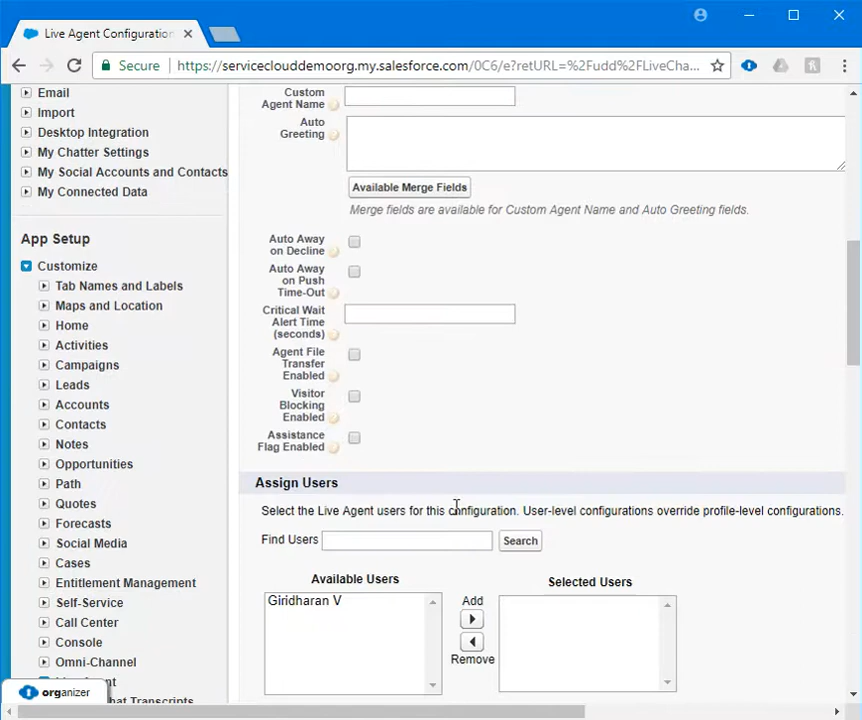 Live Agent Configuration
Secure
https://serviceclouddemoorg.my.salesforce.com/0C6/e?retURL=%2Fudd%2FLiveCha...
Email
Import
Desktop Integration
My Chatter Settings
My Social Accounts and Contacts
My Connected Data
App Setup
Customize
Tab Names and Labels
Maps and Location
Home
Activities
Campaigns
Leads
Accounts
Contacts
Notes
Opportunities
Path
Quotes
Forecasts
Social Media
Cases
Entitlement Management
Self-Service
Call Center
Console
Omni-Channel
hat Transcripts
organizer
Custom
Agent Name
Auto
Greeting
Available Merge Fields
Merge fields are available for Custom Agent Name and Auto Greeting fields.
Auto Away
on Decline
Auto Away
on Push
Time-Out
Critical Wait
Alert Time
(seconds)
Agent File
Transfer
Enabled
Visitor
Blocking
Enabled
Assistance
Flag Enabled
Assign Users
Select the Live Agent users for this configuration. User-level configurations override profile-level configurations.
Find Users
Search
Available Users
Add
Selected Users
Giridharan V
Remove